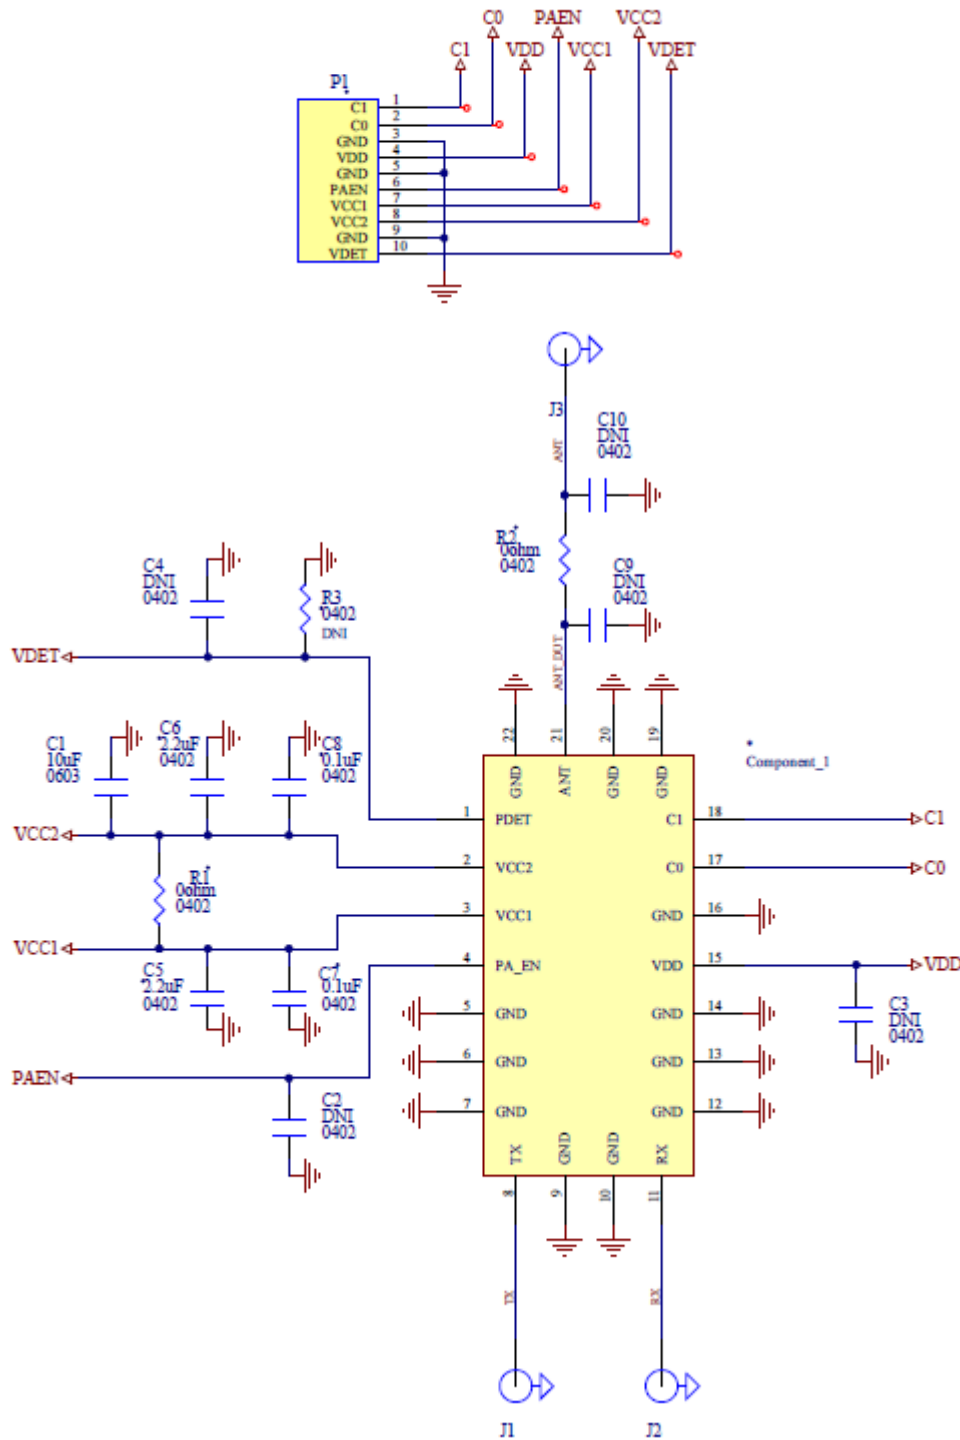 C0 PAEN VCC2
C1 VDD VCC1 VDET
P1
*
C1 1
C0 2
GND 3
VDD 4
GND 5
PAEN 6
VCC1 7
VCC2 8
GND 9
VDET 10
J3
ANT
C10
DNI
0402
R2*
0ohm
0402
C9
DNI
0402
ANT_DUT
C4
DNI
0402
R3
*0402
DNI
VDET
C1
10uF
0603
C6
*2.2uF
0402
C8
*0.1uF
0402
VCC2
R1*
0ohm
0402
VCC1
C5
*2.2uF
0402
C7*
0.1uF
0402
PAEN
C2
DNI
0402
22 21 20 19
GND ANT GND GND
*
Component_1
1 PDET C1 18 C1
2 VCC2 C0 17 C0
3 VCC1 GND 16
4 PA_EN VDD 15 VDD
5 GND GND 14
6 GND GND 13
7 GND GND 12
C3
DNI
0402
TX GND GND RX
8 9 10 11
TX RX
J1 J2